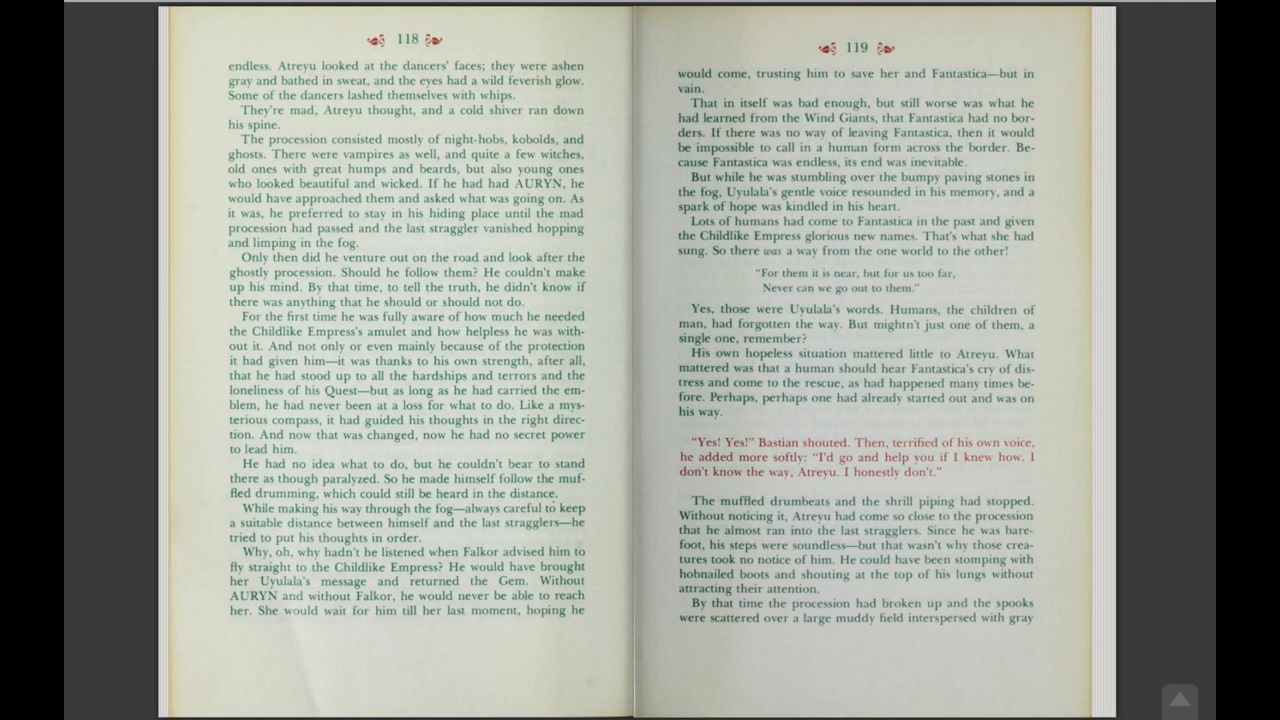 118
endless. Atreyu looked at the dancers' faces; they were ashen
gray and bathed in sweat, and the eyes had a wild feverish glow.
Some of the dancers lashed themselves with whips.
They're mad, Atreyu thought, and a cold shiver ran down
his spine.
The procession consisted mostly of night-hobs, kobolds, and
ghosts. There were vampires as well, and quite a few witches,
old ones with great humps and beards, but also young ones
who looked beautiful and wicked. If he had had AURYN, he
would have approached them and asked what was going on. As
it was, he preferred to stay in his hiding place until the mad
procession had passed and the last straggler vanished hopping
and limping in the fog.
Only then did he venture out on the road and look after the
ghostly procession. Should he follow them? He couldn't make
up his mind. By that time, to tell the truth, he didn't know if
there was anything that he should or should not do.
For the first time he was fully aware of how much he needed
the Childlike Empress's amulet and how helpless he was with-
out it. And not only or even mainly because of the protection
it had given him—it was thanks to his own strength, after all,
that he had stood up to all the hardships and terrors and the
loneliness of his Quest—but as long as he had carried the em-
blem, he had never been at a loss for what to do. Like a mys-
terious compass, it had guided his thoughts in the right direc-
tion. And now that was changed, now he had no secret power
to lead him.
He had no idea what to do, but he couldn't bear to stand
there as though paralyzed. So he made himself follow the muf-
fled drumming, which could still be heard in the distance.
While making his way through the fog—always careful to keep
a suitable distance between himself and the last stragglers—he
tried to put his thoughts in order.
Why, oh, why hadn't he listened when Falkor advised him to
fly straight to the Childlike Empress? He would have brought
her Uyulala's message and returned the Gem. Without
AURYN and without Falkor, he would never be able to reach
her. She would wait for him till her last moment, hoping he
119
would come, trusting him to save her and Fantastica—but in
vain.
That in itself was bad enough, but still worse was what he
had learned from the Wind Giants, that Fantastica had no bor-
ders. If there was no way of leaving Fantastica, then it would
be impossible to call in a human form across the border. Be-
cause Fantastica was endless, its end was inevitable.
But while he was stumbling over the bumpy paving stones in
the fog, Uyulala's gentle voice resounded in his memory, and a
spark of hope was kindled in his heart.
Lots of humans had come to Fantastica in the past and given
the Childlike Empress glorious new names. That's what she had
sung. So there was a way from the one world to the other!
"For them it is near, but for us too far,
Never can we go out to them."
Yes, those were Uyulala's words. Humans, the children of
man, had forgotten the way. But mightn't just one of them, a
single one, remember?
His own hopeless situation mattered little to Atreyu. What
mattered was that a human should hear Fantastica's cry of dis-
tress and come to the rescue, as had happened many times be-
fore. Perhaps, perhaps one had already started out and was on
his way.
"Yes! Yes!" Bastian shouted. Then, terrified of his own voice,
he added more softly: "I'd go and help you if I knew how. I
don't know the way, Atreyu. I honestly don't."
The muffled drumbeats and the shrill piping had stopped.
Without noticing it, Atreyu had come so close to the procession
that he almost ran into the last stragglers. Since he was bare-
foot, his steps were soundless—but that wasn't why those crea-
tures took no notice of him. He could have been stomping with
hobnailed boots and shouting at the top of his lungs without
attracting their attention.
By that time the procession had broken up and the spooks
were scattered over a large muddy field interspersed with gray